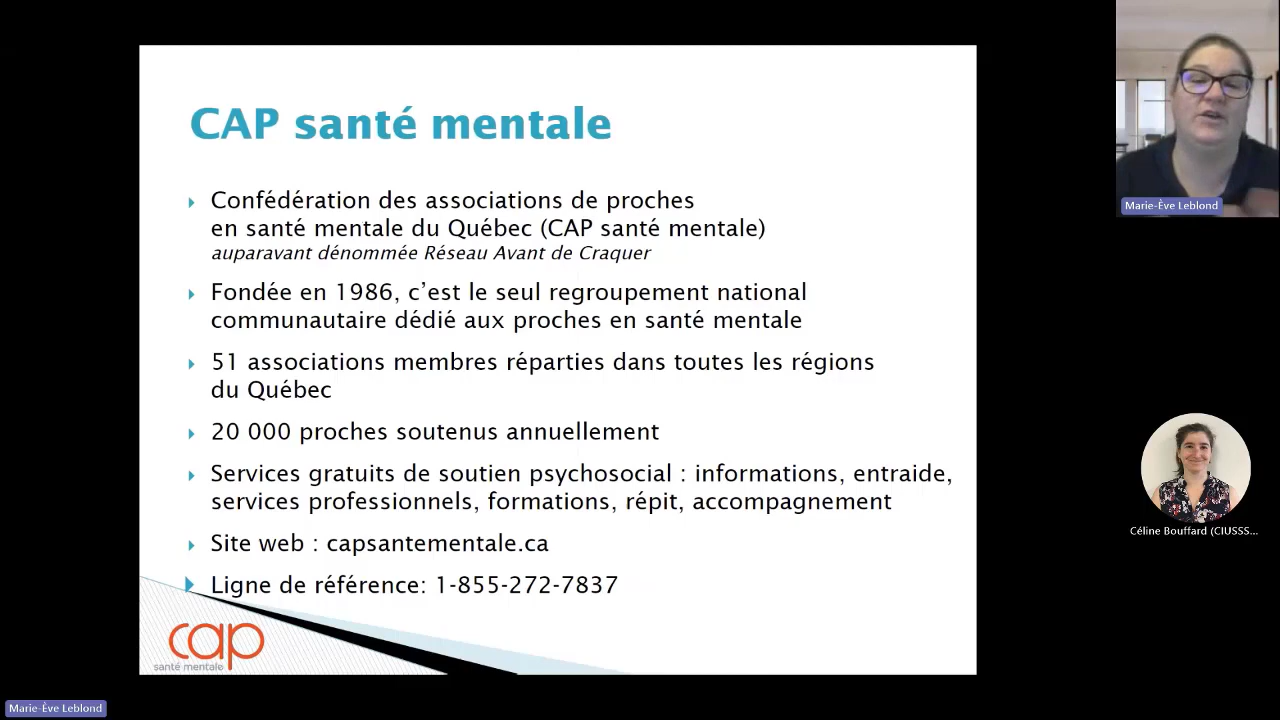 CAP santé mentale
Confédération des associations de proches
en santé mentale du Québec (CAP santé mentale)
auparavant dénommée Réseau Avant de Craquer
Fondée en 1986, c’est le seul regroupement national
communautaire dédié aux proches en santé mentale
51 associations membres réparties dans toutes les régions
du Québec
20 000 proches soutenus annuellement
Services gratuits de soutien psychosocial : informations, entraide,
services professionnels, formations, répit, accompagnement
Site web : capsantementale.ca
Ligne de référence: 1-855-272-7837
cap
santé mentale
Marie-Ève Leblond
Céline Bouffard (CIUSSS...
Marie-Ève Leblond